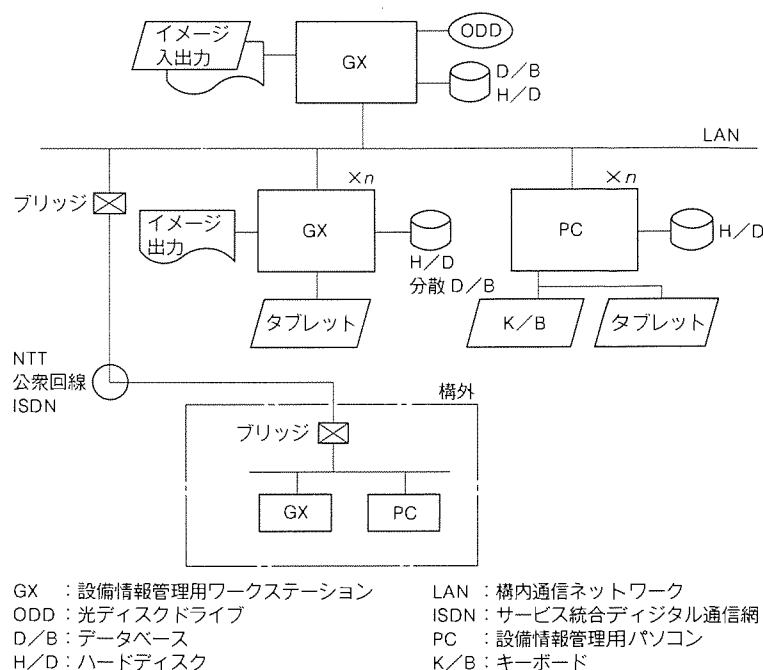 イメージ
入出力
GX
ODD
D/B
H/D
LAN
ブリッジ
×n
イメージ
出力
GX
H/D
分散 D/B
タブレット
×n
PC
H/D
K/B
タブレット
NTT
公衆回線
ISDN
構外
ブリッジ
GX
PC
GX :設備情報管理用ワークステーション
ODD :光ディスクドライブ
D/B :データベース
H/D :ハードディスク
LAN :構内通信ネットワーク
ISDN :サービス統合ディジタル通信網
PC :設備情報管理用パソコン
K/B :キーボード